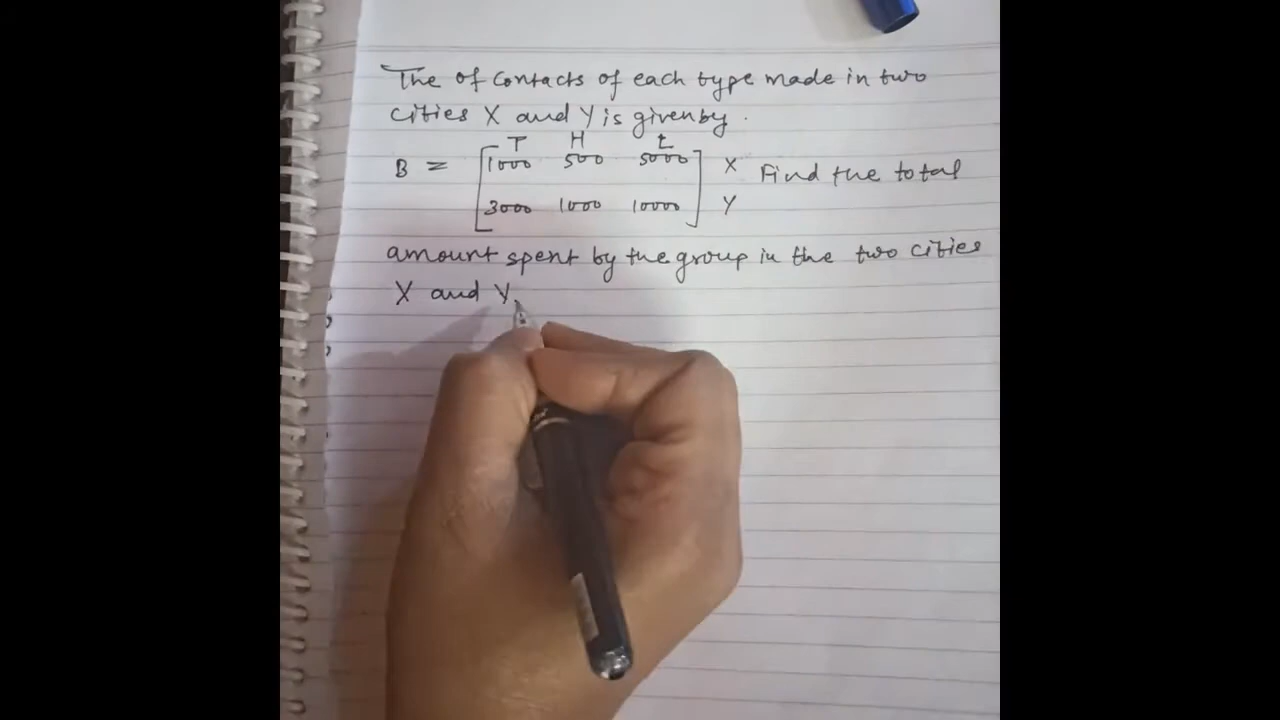 The of contacts of each type made in two
cities X and Y is given by.
T H L
B = [1000 500 5000] X Find the total
3000 1000 10000 Y
amount spent by the group in the two cities
X and Y.